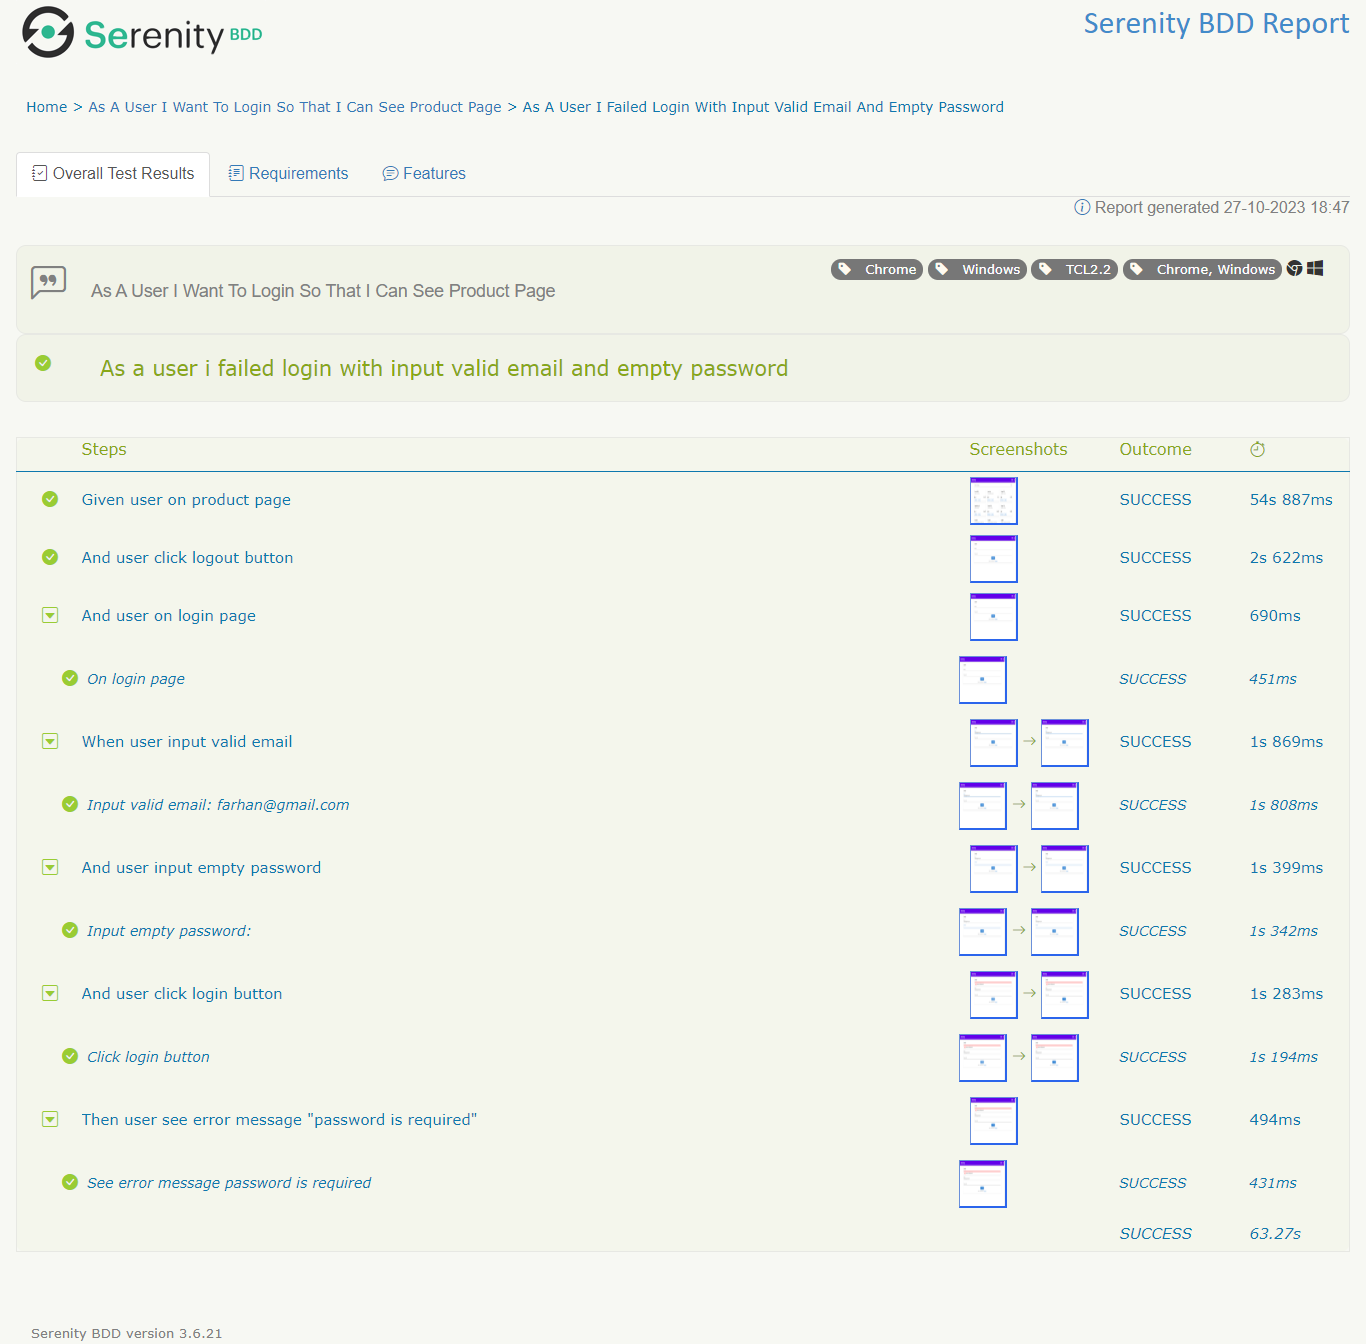 Serenity BDD
Serenity BDD Report
Home > As A User I Want To Login So That I Can See Product Page > As A User I Failed Login With Input Valid Email And Empty Password
Overall Test Results Requirements Features
Report generated 27-10-2023 18:47
Chrome Windows TCL2.2 Chrome, Windows
As A User I Want To Login So That I Can See Product Page
As a user i failed login with input valid email and empty password
Steps Screenshots Outcome
Given user on product page SUCCESS 54s 887ms
And user click logout button SUCCESS 2s 622ms
And user on login page SUCCESS 690ms
On login page SUCCESS 451ms
When user input valid email SUCCESS 1s 869ms
Input valid email: farhan@gmail.com SUCCESS 1s 808ms
And user input empty password SUCCESS 1s 399ms
Input empty password: SUCCESS 1s 342ms
And user click login button SUCCESS 1s 283ms
Click login button SUCCESS 1s 194ms
Then user see error message "password is required" SUCCESS 494ms
See error message password is required SUCCESS 431ms
SUCCESS 63.27s
Serenity BDD version 3.6.21